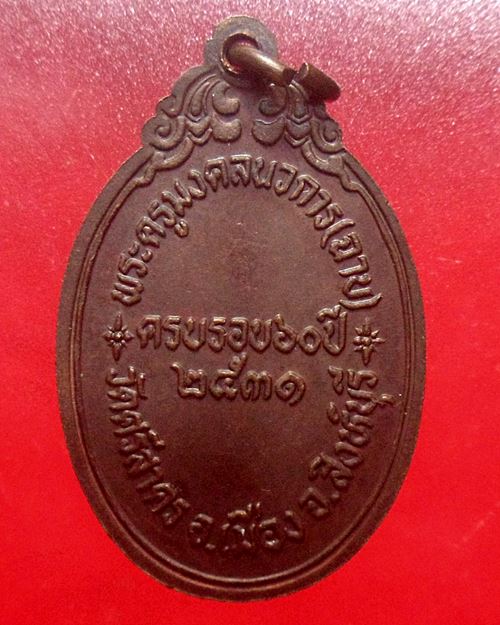 พระครูมงคลนวการ(ฉาบ)
ครบรอบ๖๐ปี
๒๕๓๑
วัดศรีสาคร อ.เมือง จ.สิงห์บุรี